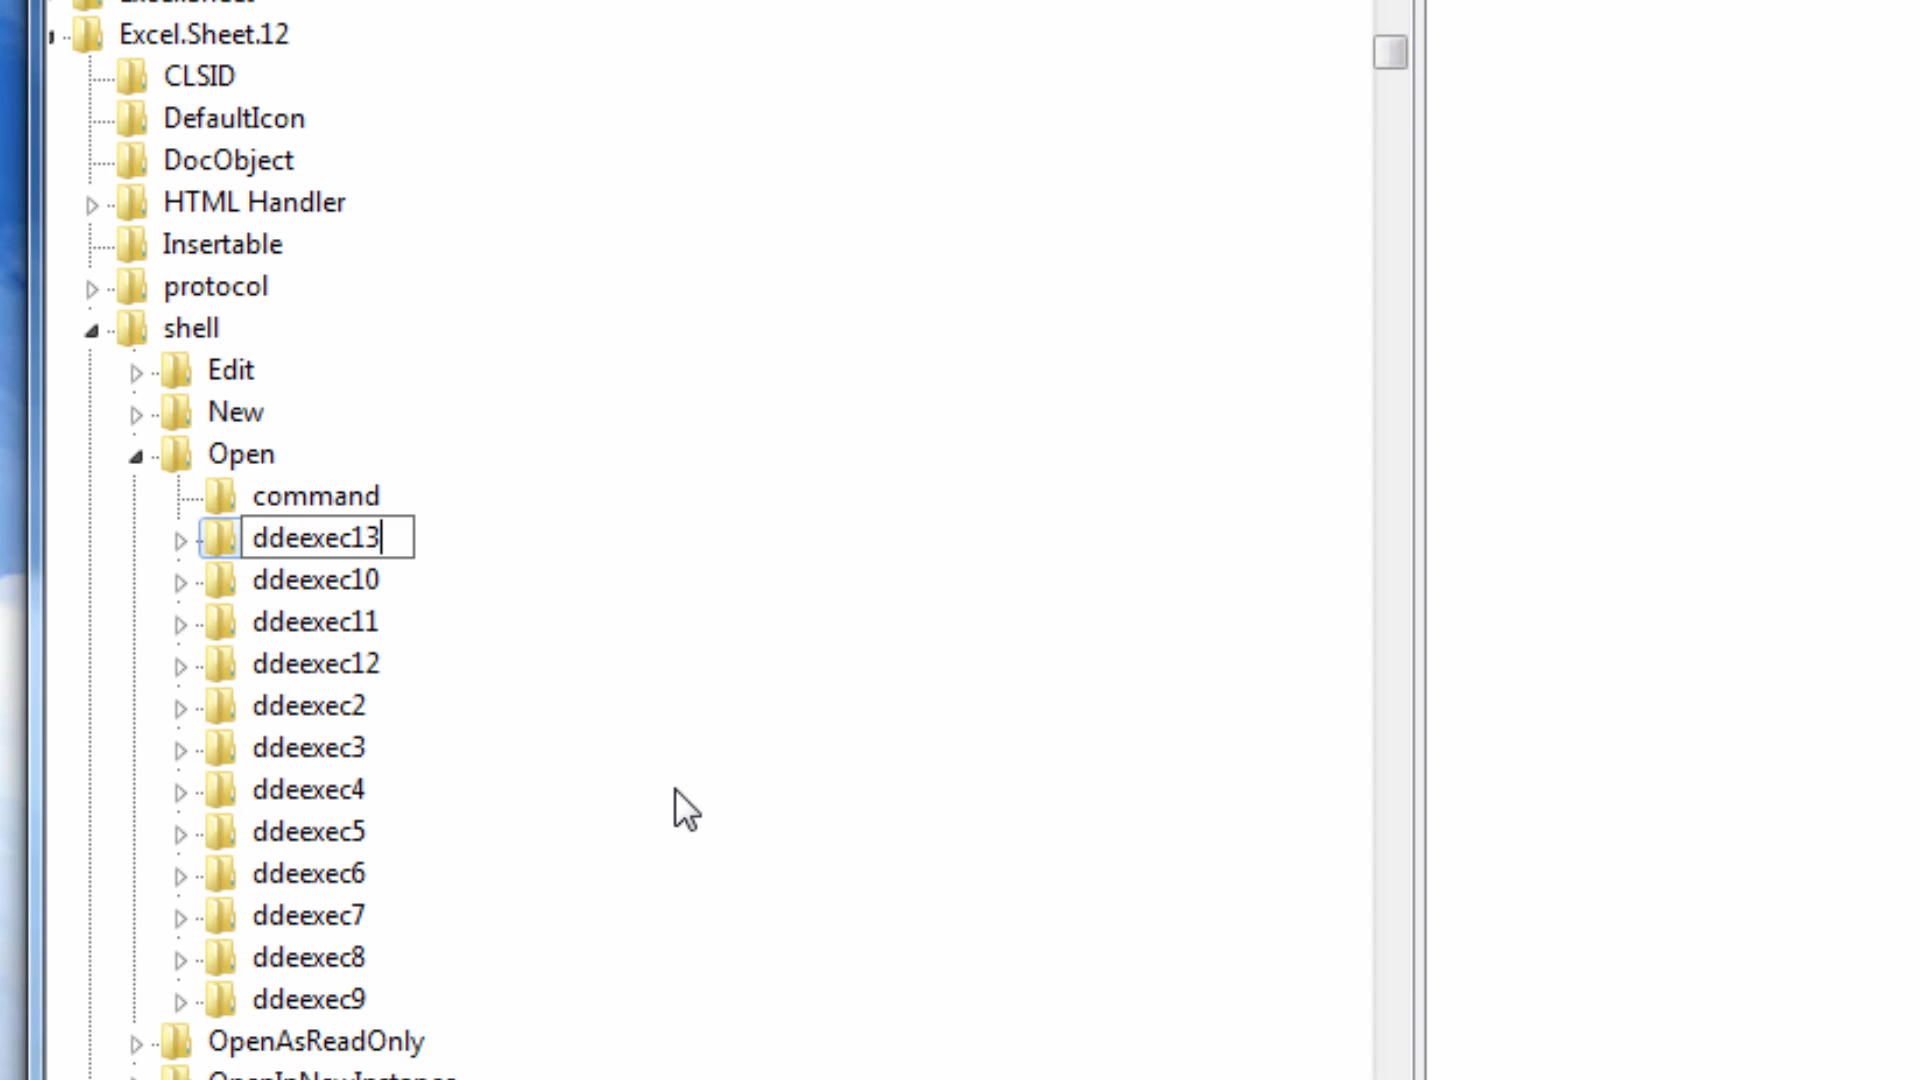 Excel.Sheet.12
CLSID
DefaultIcon
DocObject
HTML Handler
Insertable
protocol
shell
Edit
New
Open
command
ddeexec13
ddeexec10
ddeexec11
ddeexec12
ddeexec2
ddeexec3
ddeexec4
ddeexec5
ddeexec6
ddeexec7
ddeexec8
ddeexec9
OpenAsReadOnly